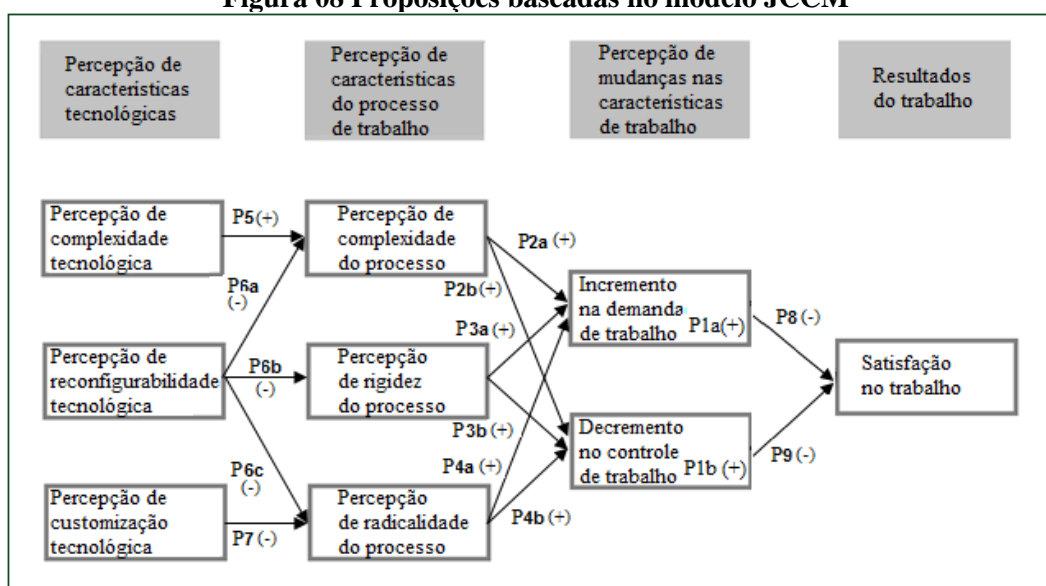 Figura 08 Proposições baseadas no modelo JCCM
Percepção de
características
tecnológicas
Percepção de
características
do processo
de trabalho
Percepção de
mudanças nas
características
de trabalho
Resultados
do trabalho
Percepção de
complexidade
tecnológica
P5(+)
Percepção de
complexidade
do processo
P2a (+)
P2b(+)
P6a
(-)
Incremento
na demanda
de trabalho
P1a(+)
P8 (-)
P3a(+)
Percepção de
reconfigurabilidade
tecnológica
P6b
(-)
Percepção
de rigidez
do processo
Satisfação
no trabalho
P3b(+)
Decremento
no controle
de trabalho
P1b (+)
P9 (-)
P6c
(-)
P4a (+)
Percepção de
customização
tecnológica
P7 (-)
Percepção
de radicalidade
do processo
P4b(+)